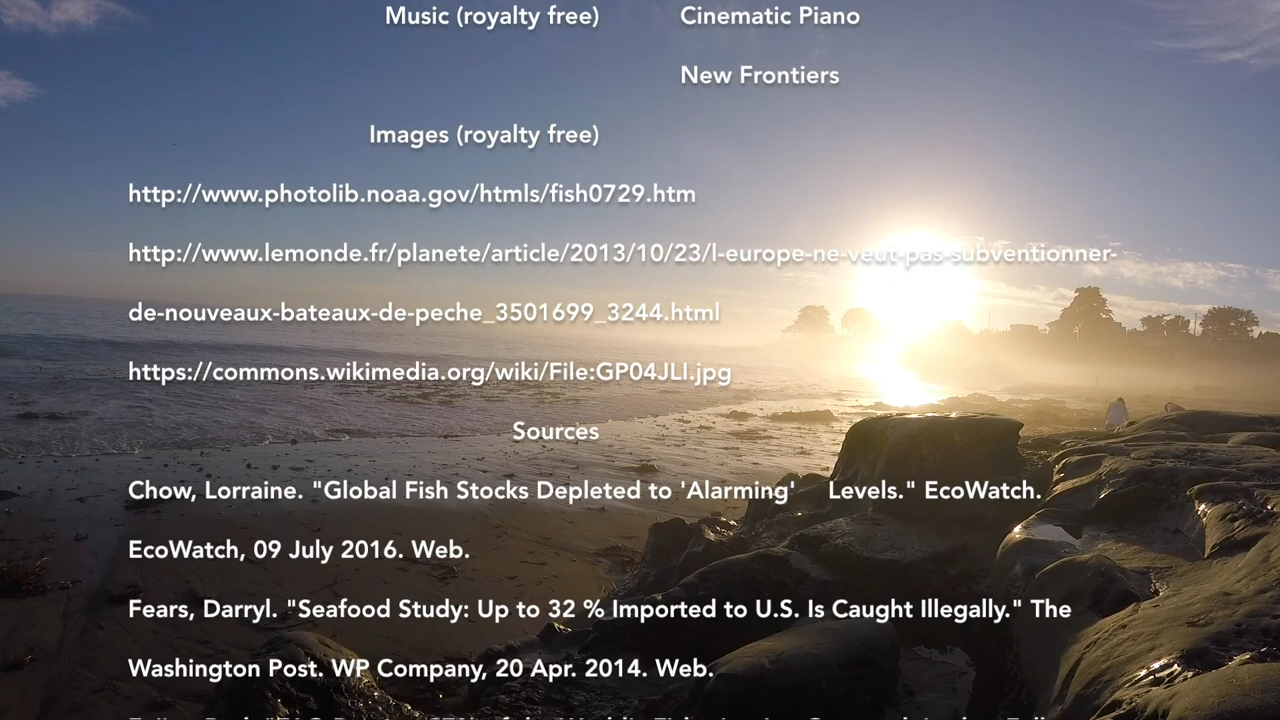 Music (royalty free) Cinematic Piano
New Frontiers
Images (royalty free)
http://www.photolib.noaa.gov/htmls/fish0729.htm
http://www.lemonde.fr/planete/article/2013/10/23/l-europe-ne-veut-pas-subventionner-
de-nouveaux-bateaux-de-peche_3501699_3244.html
https://commons.wikimedia.org/wiki/File:GP04JLI.jpg
Sources
Chow, Lorraine. "Global Fish Stocks Depleted to 'Alarming' Levels." EcoWatch.
EcoWatch, 09 July 2016. Web.
Fears, Darryl. "Seafood Study: Up to 32 % Imported to U.S. Is Caught Illegally." The
Washington Post. WP Company, 20 Apr. 2014. Web.